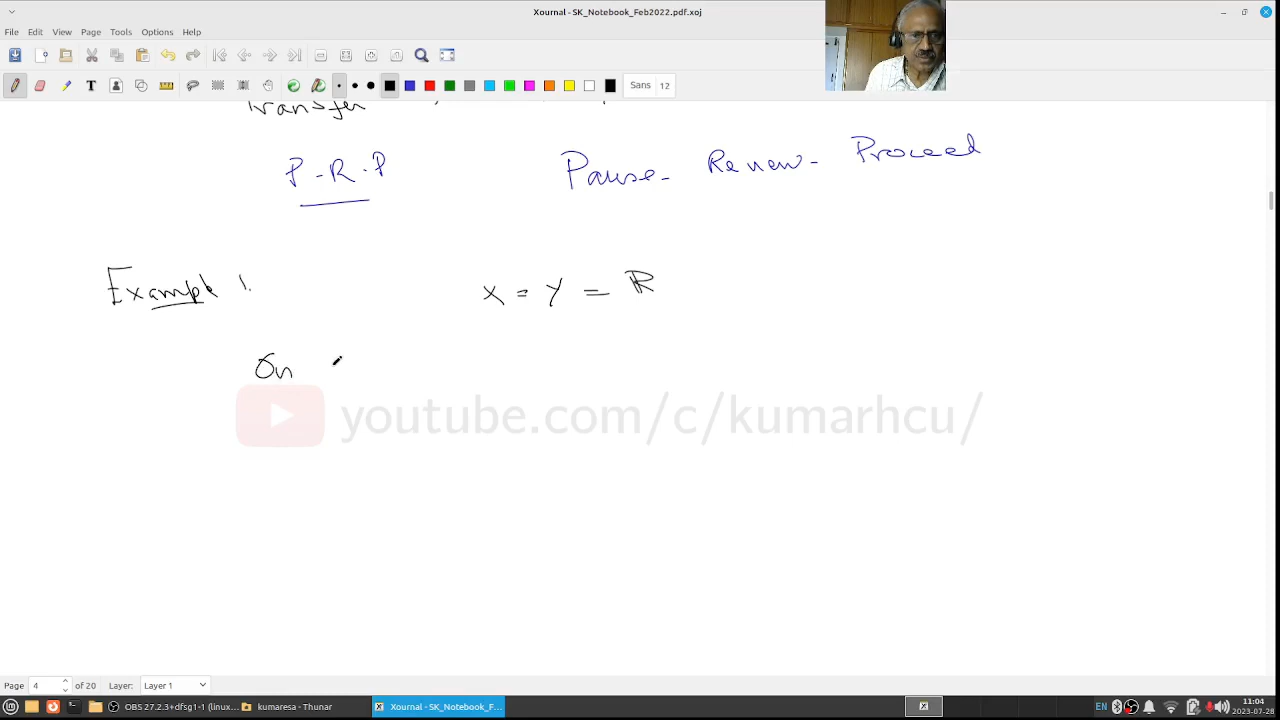 Xournal - SK_Notebook_Feb2022.pdf.xoj
File Edit View Page Tools Options Help
Sans 12
Transfer
P-R.P Pause- Review- Proceed
Example 1. X = Y = ℝ
On
youtube.com/c/kumarhcu/
Page 4 of 20 Layer: Layer 1
OBS 27.2.3+dfsg1-1 (linux... kumaresa - Thunar Xournal - SK_Notebook_F... EN 11:04
2023-07-28